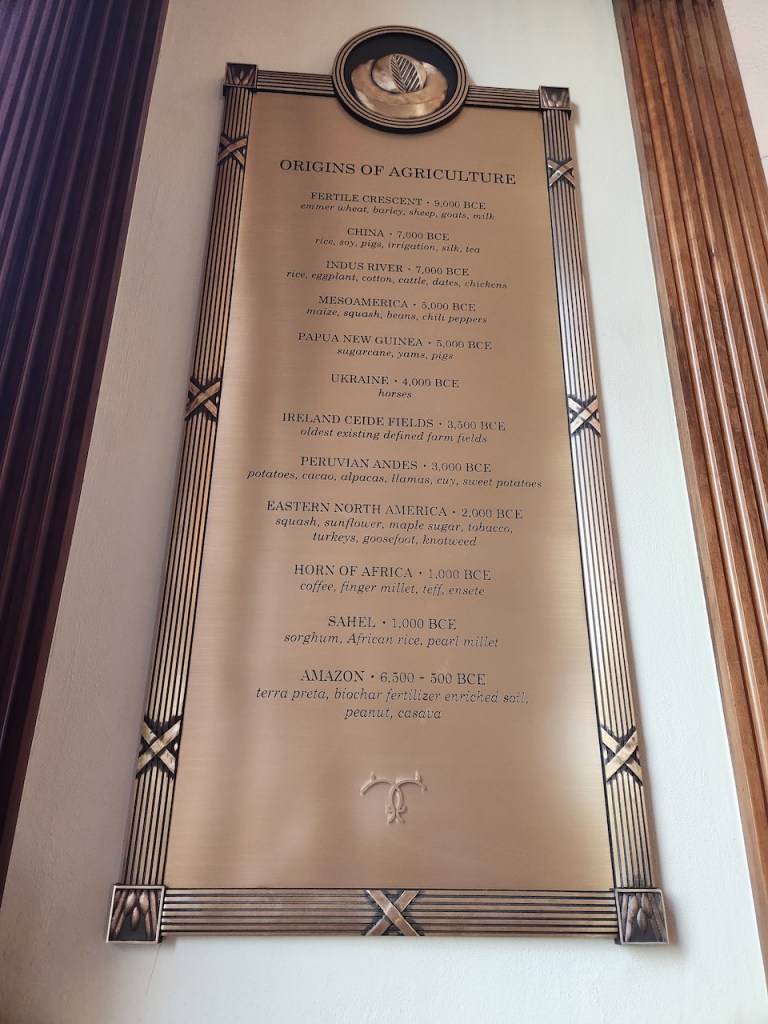 ORIGINS OF AGRICULTURE
FERTILE CRESCENT • 9,000 BCE
emmer wheat, barley, sheep, goats, milk
CHINA • 7,000 BCE
rice, soy, pigs, irrigation, silk, tea
INDUS RIVER • 7,000 BCE
rice, eggplant, cotton, cattle, dates, chickens
MESOAMERICA • 5,000 BCE
maize, squash, beans, chili peppers
PAPUA NEW GUINEA • 5,000 BCE
sugarcane, yams, pigs
UKRAINE • 4,000 BCE
horses
IRELAND CEIDE FIELDS • 3,500 BCE
oldest existing defined farm fields
PERUVIAN ANDES • 3,000 BCE
potatoes, cacao, alpacas, llamas, cuy, sweet potatoes
EASTERN NORTH AMERICA • 2,000 BCE
squash, sunflower, maple sugar, tobacco,
turkeys, goosefoot, knotweed
HORN OF AFRICA • 1,000 BCE
coffee, finger millet, teff, ensete
SAHEL • 1,000 BCE
sorghum, African rice, pearl millet
AMAZON • 6,500 - 500 BCE
terra preta, biochar fertilizer enriched soil,
peanut, casava